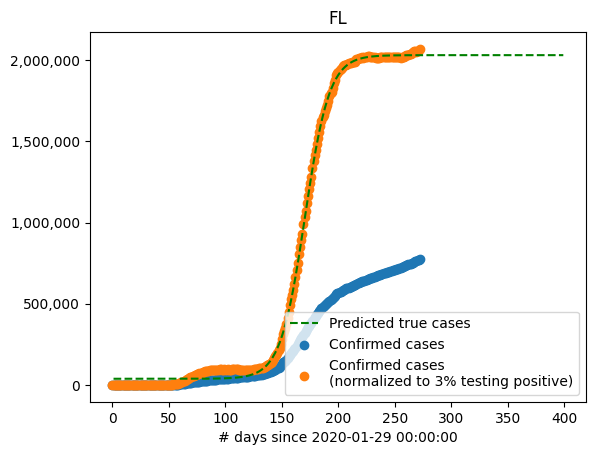 FL
2,000,000
1,500,000
1,000,000
500,000
0
Predicted true cases
Confirmed cases
Confirmed cases
(normalized to 3% testing positive)
0 50 100 150 200 250 300 350 400
# days since 2020-01-29 00:00:00